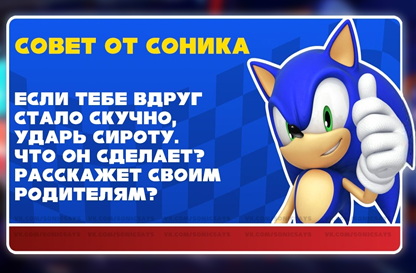 СОВЕТ ОТ СОНИКА
ЕСЛИ ТЕБЕ ВДРУГ
СТАЛО СКУЧНО,
УДАРЬ СИРОТУ.
ЧТО ОН СДЕЛАЕТ?
РАССКАЖЕТ СВОИМ
РОДИТЕЛЯМ?